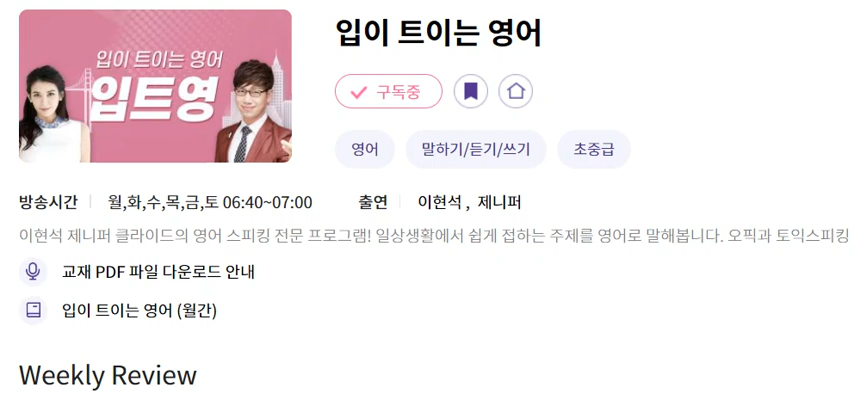 입이 트이는 영어
입트영
입이 트이는 영어
구독중
영어 말하기/듣기/쓰기 초중급
방송시간 월,화,수,목,금,토 06:40~07:00 출연 이현석 , 제니퍼
이현석 제니퍼 클라이드의 영어 스피킹 전문 프로그램! 일상생활에서 쉽게 접하는 주제를 영어로 말해봅니다. 오픽과 토익스피킹
교재 PDF 파일 다운로드 안내
입이 트이는 영어 (월간)
Weekly Review